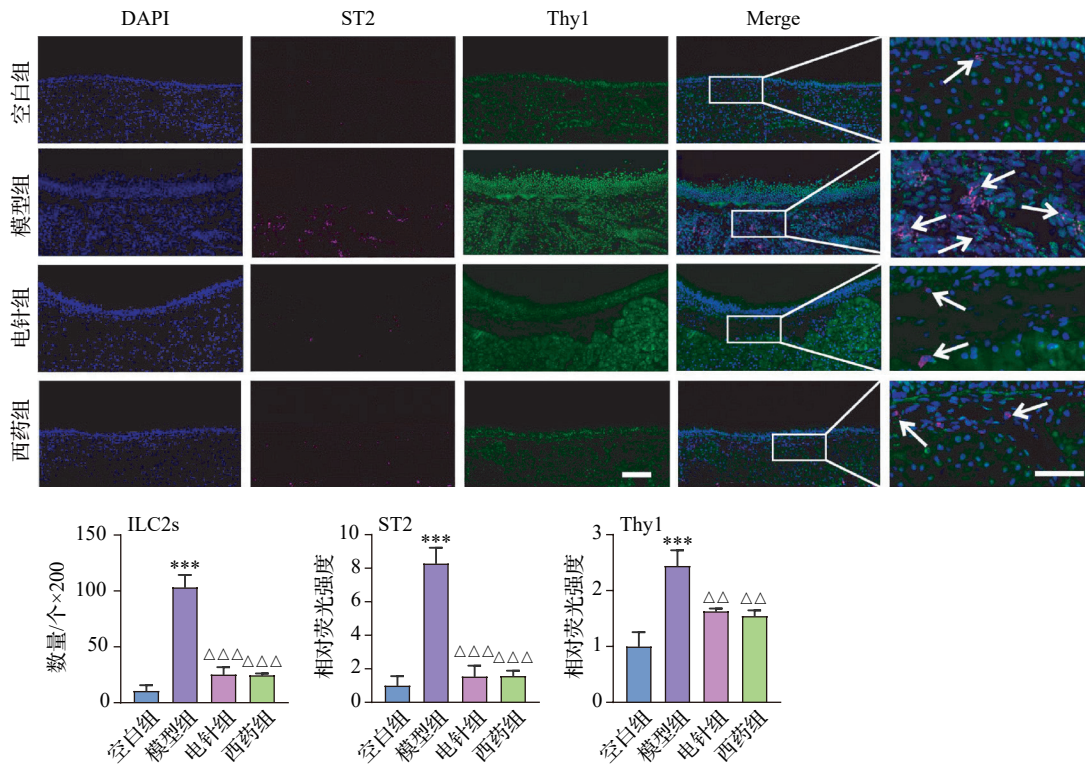 DAPI ST2 Thy1 Merge
空白组
模型组
电针组
西药组
ILC2s
数量/个×200
150
100
50
0
***
△△△
△△△
空白组
模型组
电针组
西药组
ST2
相对荧光强度
10
8
6
4
2
0
***
△△△
△△△
空白组
模型组
电针组
西药组
Thy1
相对荧光强度
3
2
1
0
***
△△
△△
空白组
模型组
电针组
西药组